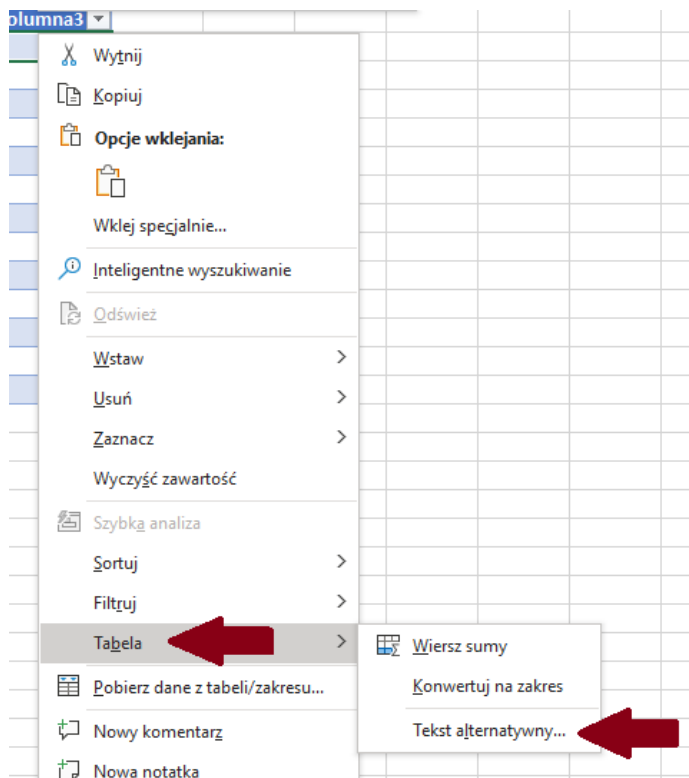 olumna3
Wytnij
Kopiuj
Opcje wklejania:
Wklej specjalnie...
Inteligentne wyszukiwanie
Odśwież
Wstaw
Usuń
Zaznacz
Wyczyść zawartość
Szybka analiza
Sortuj
Filtruj
Tabela
Wiersz sumy
Konwertuj na zakres
Tekst alternatywny...
Pobierz dane z tabeli/zakresu...
Nowy komentarz
Nowa notatka